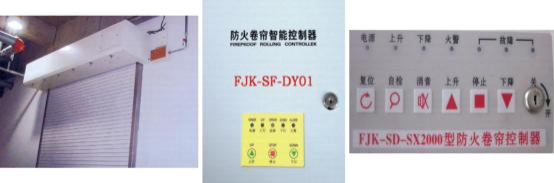 防火卷帘智能控制器
FIREPROOF ROLLING CONTROLLEK
FJK-SF-DY01
电源 上升 下降 火警 故障
复位 自检 消音 上升 停止 下降 关
开
FJK-SD-SX2000型防火卷帘控制器